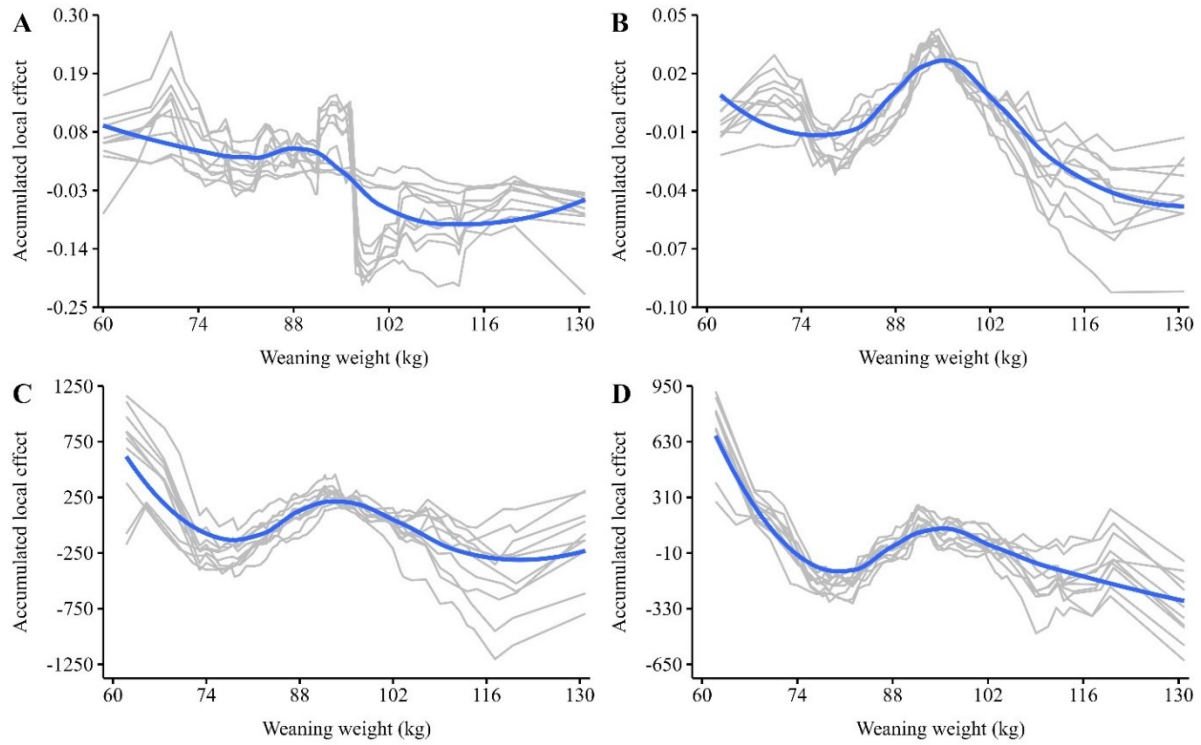 A
B
0.30
0.19
0.08
-0.03
-0.14
-0.25
Accumulated local effect
60 74 88 102 116 130
Weaning weight (kg)
0.05
0.02
-0.01
-0.04
-0.07
-0.10
Accumulated local effect
60 74 88 102 116 130
Weaning weight (kg)
C
D
1250
750
250
-250
-750
-1250
Accumulated local effect
60 74 88 102 116 130
Weaning weight (kg)
950
630
310
-10
-330
-650
Accumulated local effect
60 74 88 102 116 130
Weaning weight (kg)